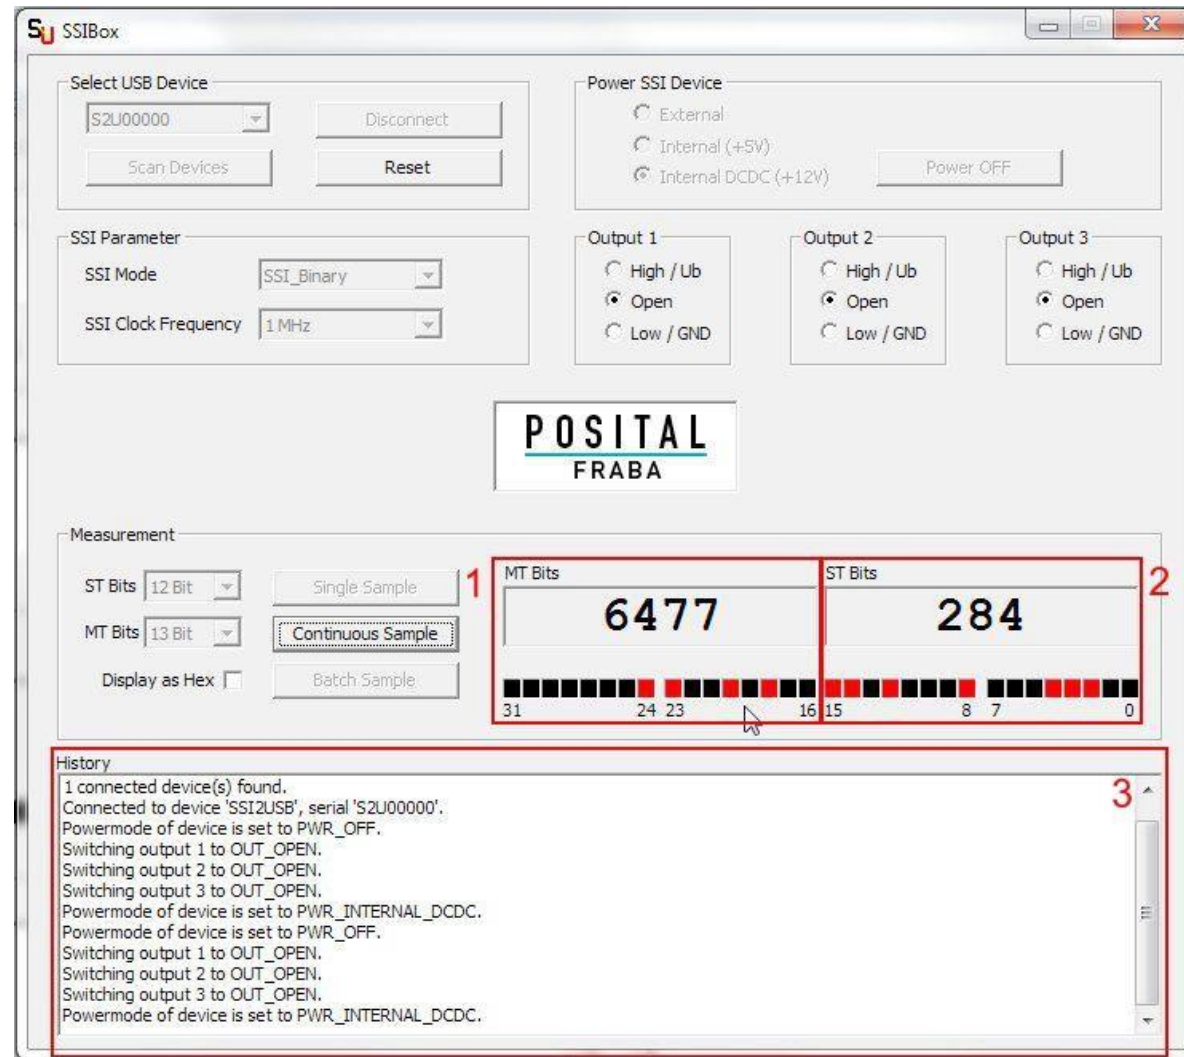 SU SSIBox
Select USB Device
S2U00000
Disconnect
Scan Devices
Reset
Power SSI Device
External
Internal (+5V)
Internal DCDC (+12V)
Power OFF
SSI Parameter
SSI Mode
SSI_Binary
SSI Clock Frequency
1 MHz
Output 1
High / Ub
Open
Low / GND
Output 2
High / Ub
Open
Low / GND
Output 3
High / Ub
Open
Low / GND
POSITAL
FRABA
Measurement
ST Bits 12 Bit
Single Sample
MT Bits 13 Bit
Continuous Sample
Display as Hex
Batch Sample
1
MT Bits
6477
31 24 23 16
ST Bits
284
15 8 7 0
2
History
3
1 connected device(s) found.
Connected to device 'SSI2USB', serial 'S2U00000'.
Powermode of device is set to PWR_OFF.
Switching output 1 to OUT_OPEN.
Switching output 2 to OUT_OPEN.
Switching output 3 to OUT_OPEN.
Powermode of device is set to PWR_INTERNAL_DCDC.
Powermode of device is set to PWR_OFF.
Switching output 1 to OUT_OPEN.
Switching output 2 to OUT_OPEN.
Switching output 3 to OUT_OPEN.
Powermode of device is set to PWR_INTERNAL_DCDC.